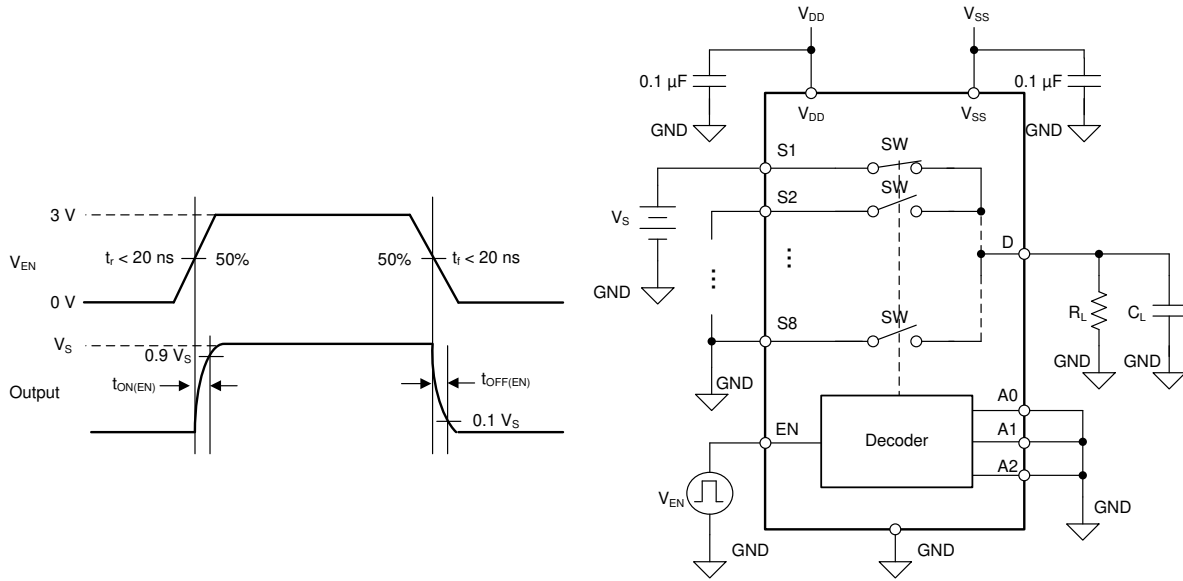 3 V
V_EN
t_r < 20 ns
50%
50%
t_f < 20 ns
0 V
V_S
0.9 V_S
t_ON(EN)
t_OFF(EN)
Output
0.1 V_S
V_DD
V_SS
0.1 µF
0.1 µF
V_DD
V_SS
GND
GND
S1
SW
S2
SW
V_S
...
...
D
GND
S8
SW
R_L
C_L
GND
GND
GND
A0
EN
Decoder
A1
A2
V_EN
GND
GND
GND